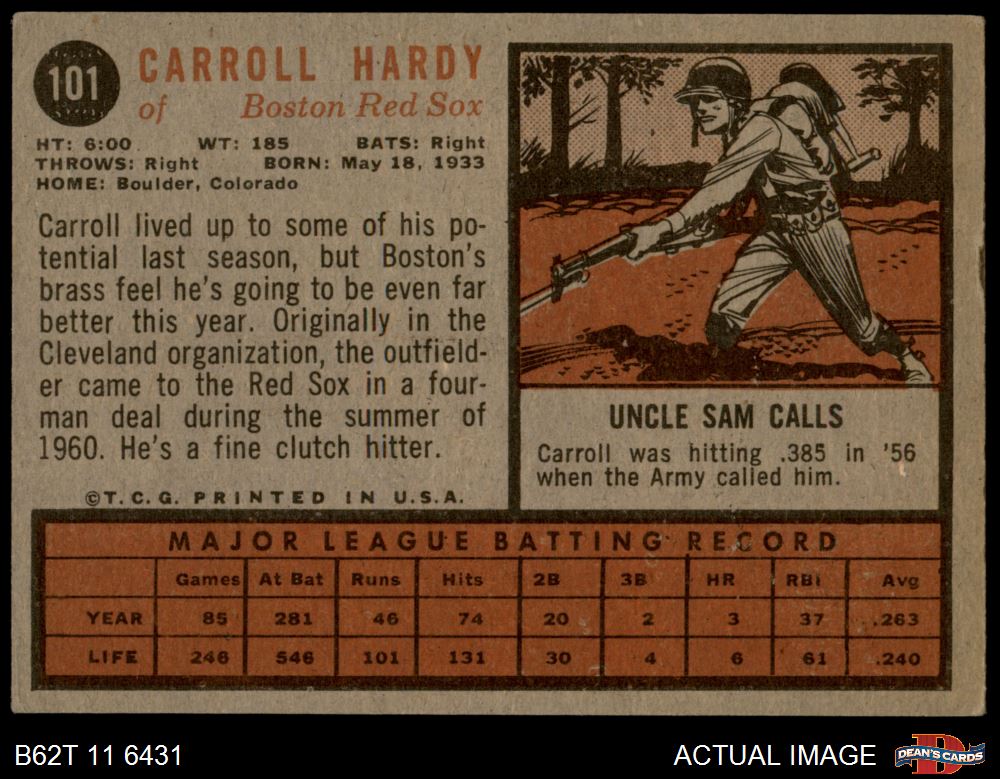 101
CARROLL HARDY
of Boston Red Sox
HT: 6:00 WT: 185 BATS: Right
THROWS: Right BORN: May 18, 1933
HOME: Boulder, Colorado
Carroll lived up to some of his po-
tential last season, but Boston's
brass feel he's going to be even far
better this year. Originally in the
Cleveland organization, the outfield-
er came to the Red Sox in a four-
man deal during the summer of
1960. He's a fine clutch hitter.
©T.C.G. PRINTED IN U.S.A.
UNCLE SAM CALLS
Carroll was hitting .385 in '56
when the Army called him.
MAJOR LEAGUE BATTING RECORD
Games At Bat Runs Hits 2B 3B HR RBI Avg
YEAR 85 281 46 74 20 2 3 37 .263
LIFE 246 546 101 131 30 4 6 61 .240
B62T 11 6431
ACTUAL IMAGE
D
DEAN'S CARDS